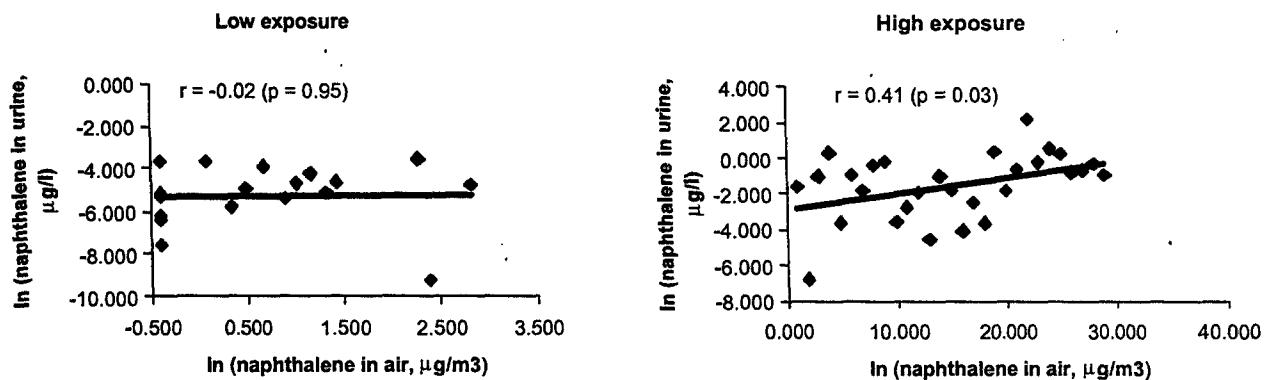 Low exposure
r = -0.02 (p = 0.95)
ln (naphthalene in urine,
µg/l)
0.000
-2.000
-4.000
-6.000
-8.000
-10.000
-0.500 0.500 1.500 2.500 3.500
ln (naphthalene in air, µg/m3)
High exposure
r = 0.41 (p = 0.03)
ln (naphthalene in urine,
µg/l)
4.000
2.000
0.000
-2.000
-4.000
-6.000
-8.000
0.000 10.000 20.000 30.000 40.000
ln (naphthalene in air, µg/m3)